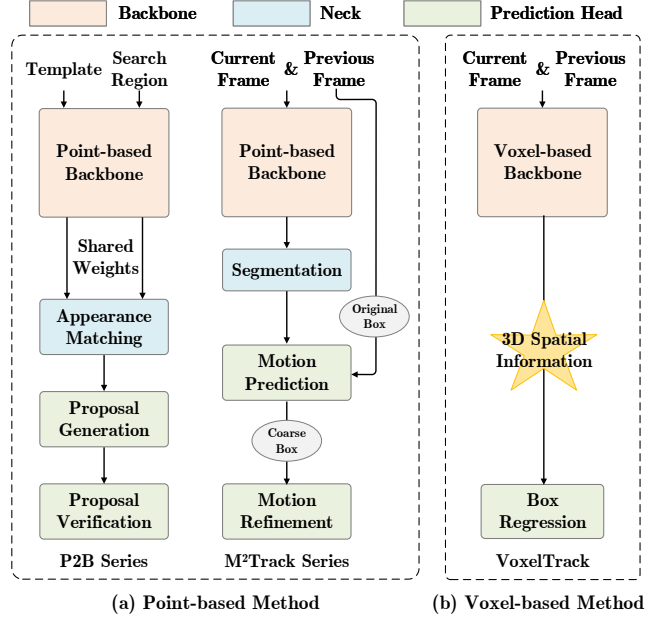 Backbone
Neck
Prediction Head
Template
Search
Region
Point-based
Backbone
Shared
Weights
Appearance
Matching
Proposal
Generation
Proposal
Verification
P2B Series
Current
Frame
&
Previous
Frame
Point-based
Backbone
Segmentation
Original
Box
Motion
Prediction
Coarse
Box
Motion
Refinement
M²Track Series
(a) Point-based Method
Current
Frame
&
Previous
Frame
Voxel-based
Backbone
3D Spatial
Information
Box
Regression
VoxelTrack
(b) Voxel-based Method